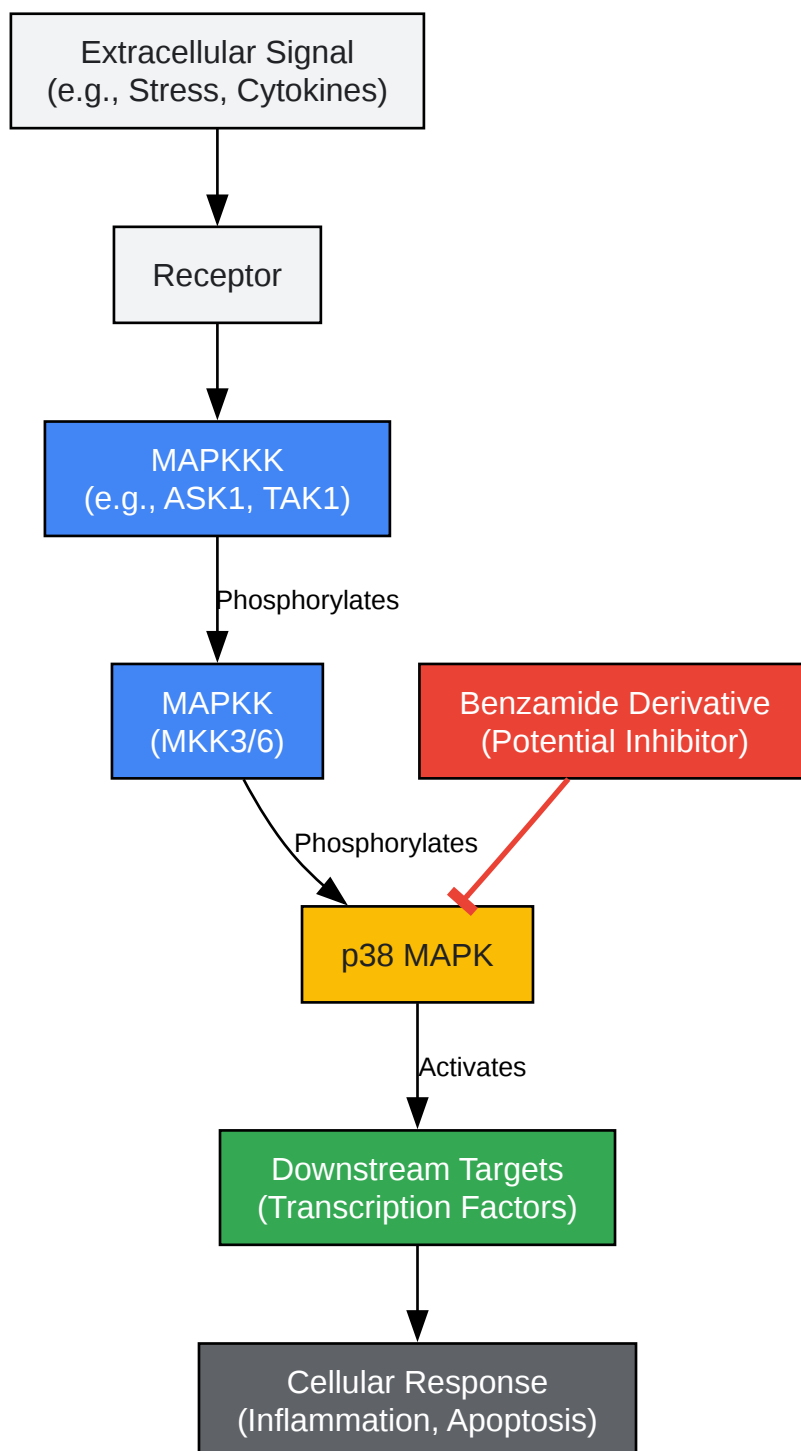 Extracellular Signal
(e.g., Stress, Cytokines)
Receptor
MAPKKK
(e.g., ASK1, TAK1)
Phosphorylates
MAPKK
(MKK3/6)
Benzamide Derivative
(Potential Inhibitor)
Phosphorylates
p38 MAPK
Activates
Downstream Targets
(Transcription Factors)
Cellular Response
(Inflammation, Apoptosis)